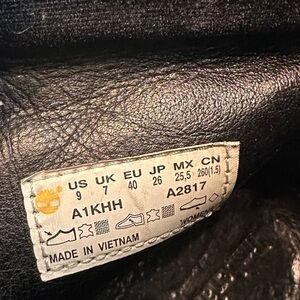 US UK EU JP MX CN
9 7 40 26 25,5 260(1.5)
A1KHH A2817
MADE IN VIETNAM